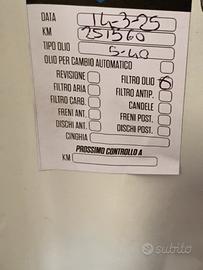 DATA 14-3-25
KM 251560
TIPO OLIO 5-40
OLIO PER CAMBIO AUTOMATICO
REVISIONE FILTRO OLIO
FILTRO ARIA FILTRO ANTIP.
FILTRO CARB. CANDELE
FRENI ANT. FRENI POST.
DISCHI ANT. DISCHI POST.
CINGHIA
PROSSIMO CONTROLLO A
KM
subito